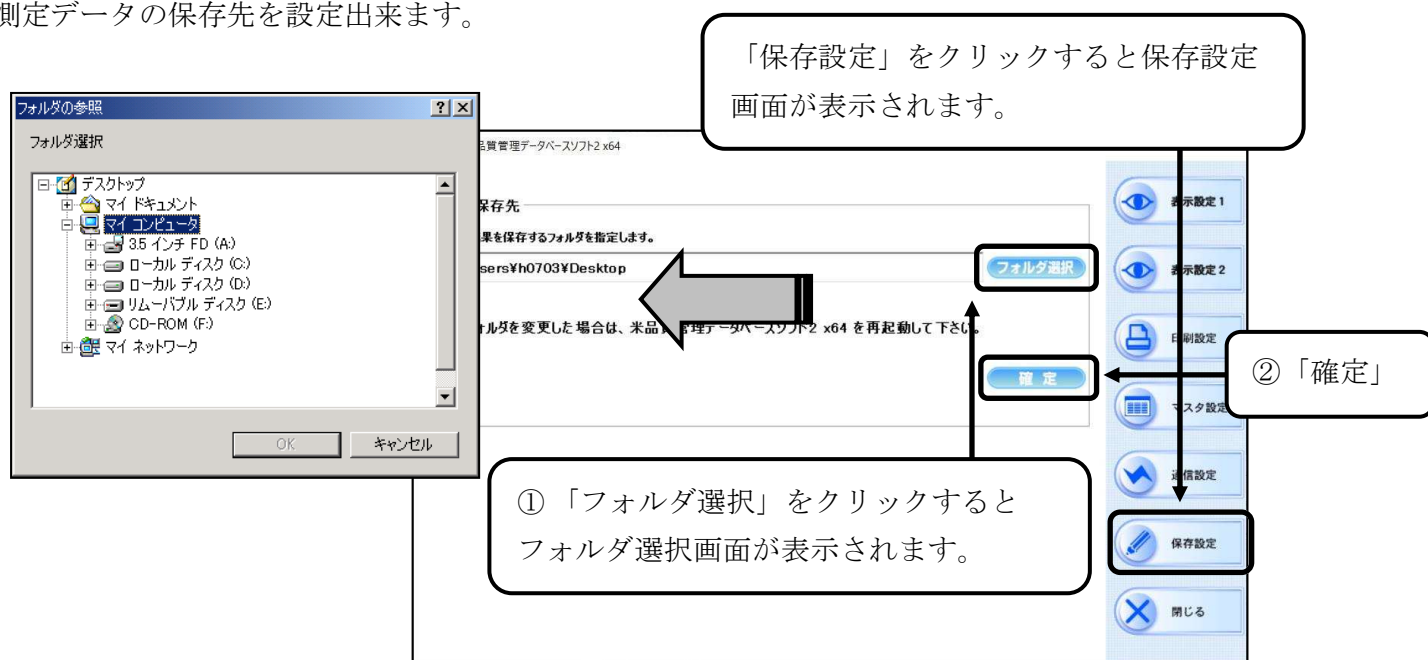 測定データの保存先を設定出来ます。
「保存設定」をクリックすると保存設定
画面が表示されます。
フォルダの参照
フォルダ選択
デスクトップ
マイ ドキュメント
マイ コンピュータ
3.5 インチ FD (A:)
ローカル ディスク (C:)
ローカル ディスク (D:)
リムーバブル ディスク (E:)
CD-ROM (F:)
マイ ネットワーク
OK
キャンセル
品質管理データベースソフト2 x64
保存先
果を保存するフォルダを指定します。
sers¥h0703¥Desktop
フォルダ選択
ォルダを変更した場合は、米品質管理データベースソフト2 x64 を再起動して下さい。
確 定
①「フォルダ選択」をクリックすると
フォルダ選択画面が表示されます。
②「確定」
表示設定 1
表示設定 2
印刷設定
マスタ設定
通信設定
保存設定
閉じる